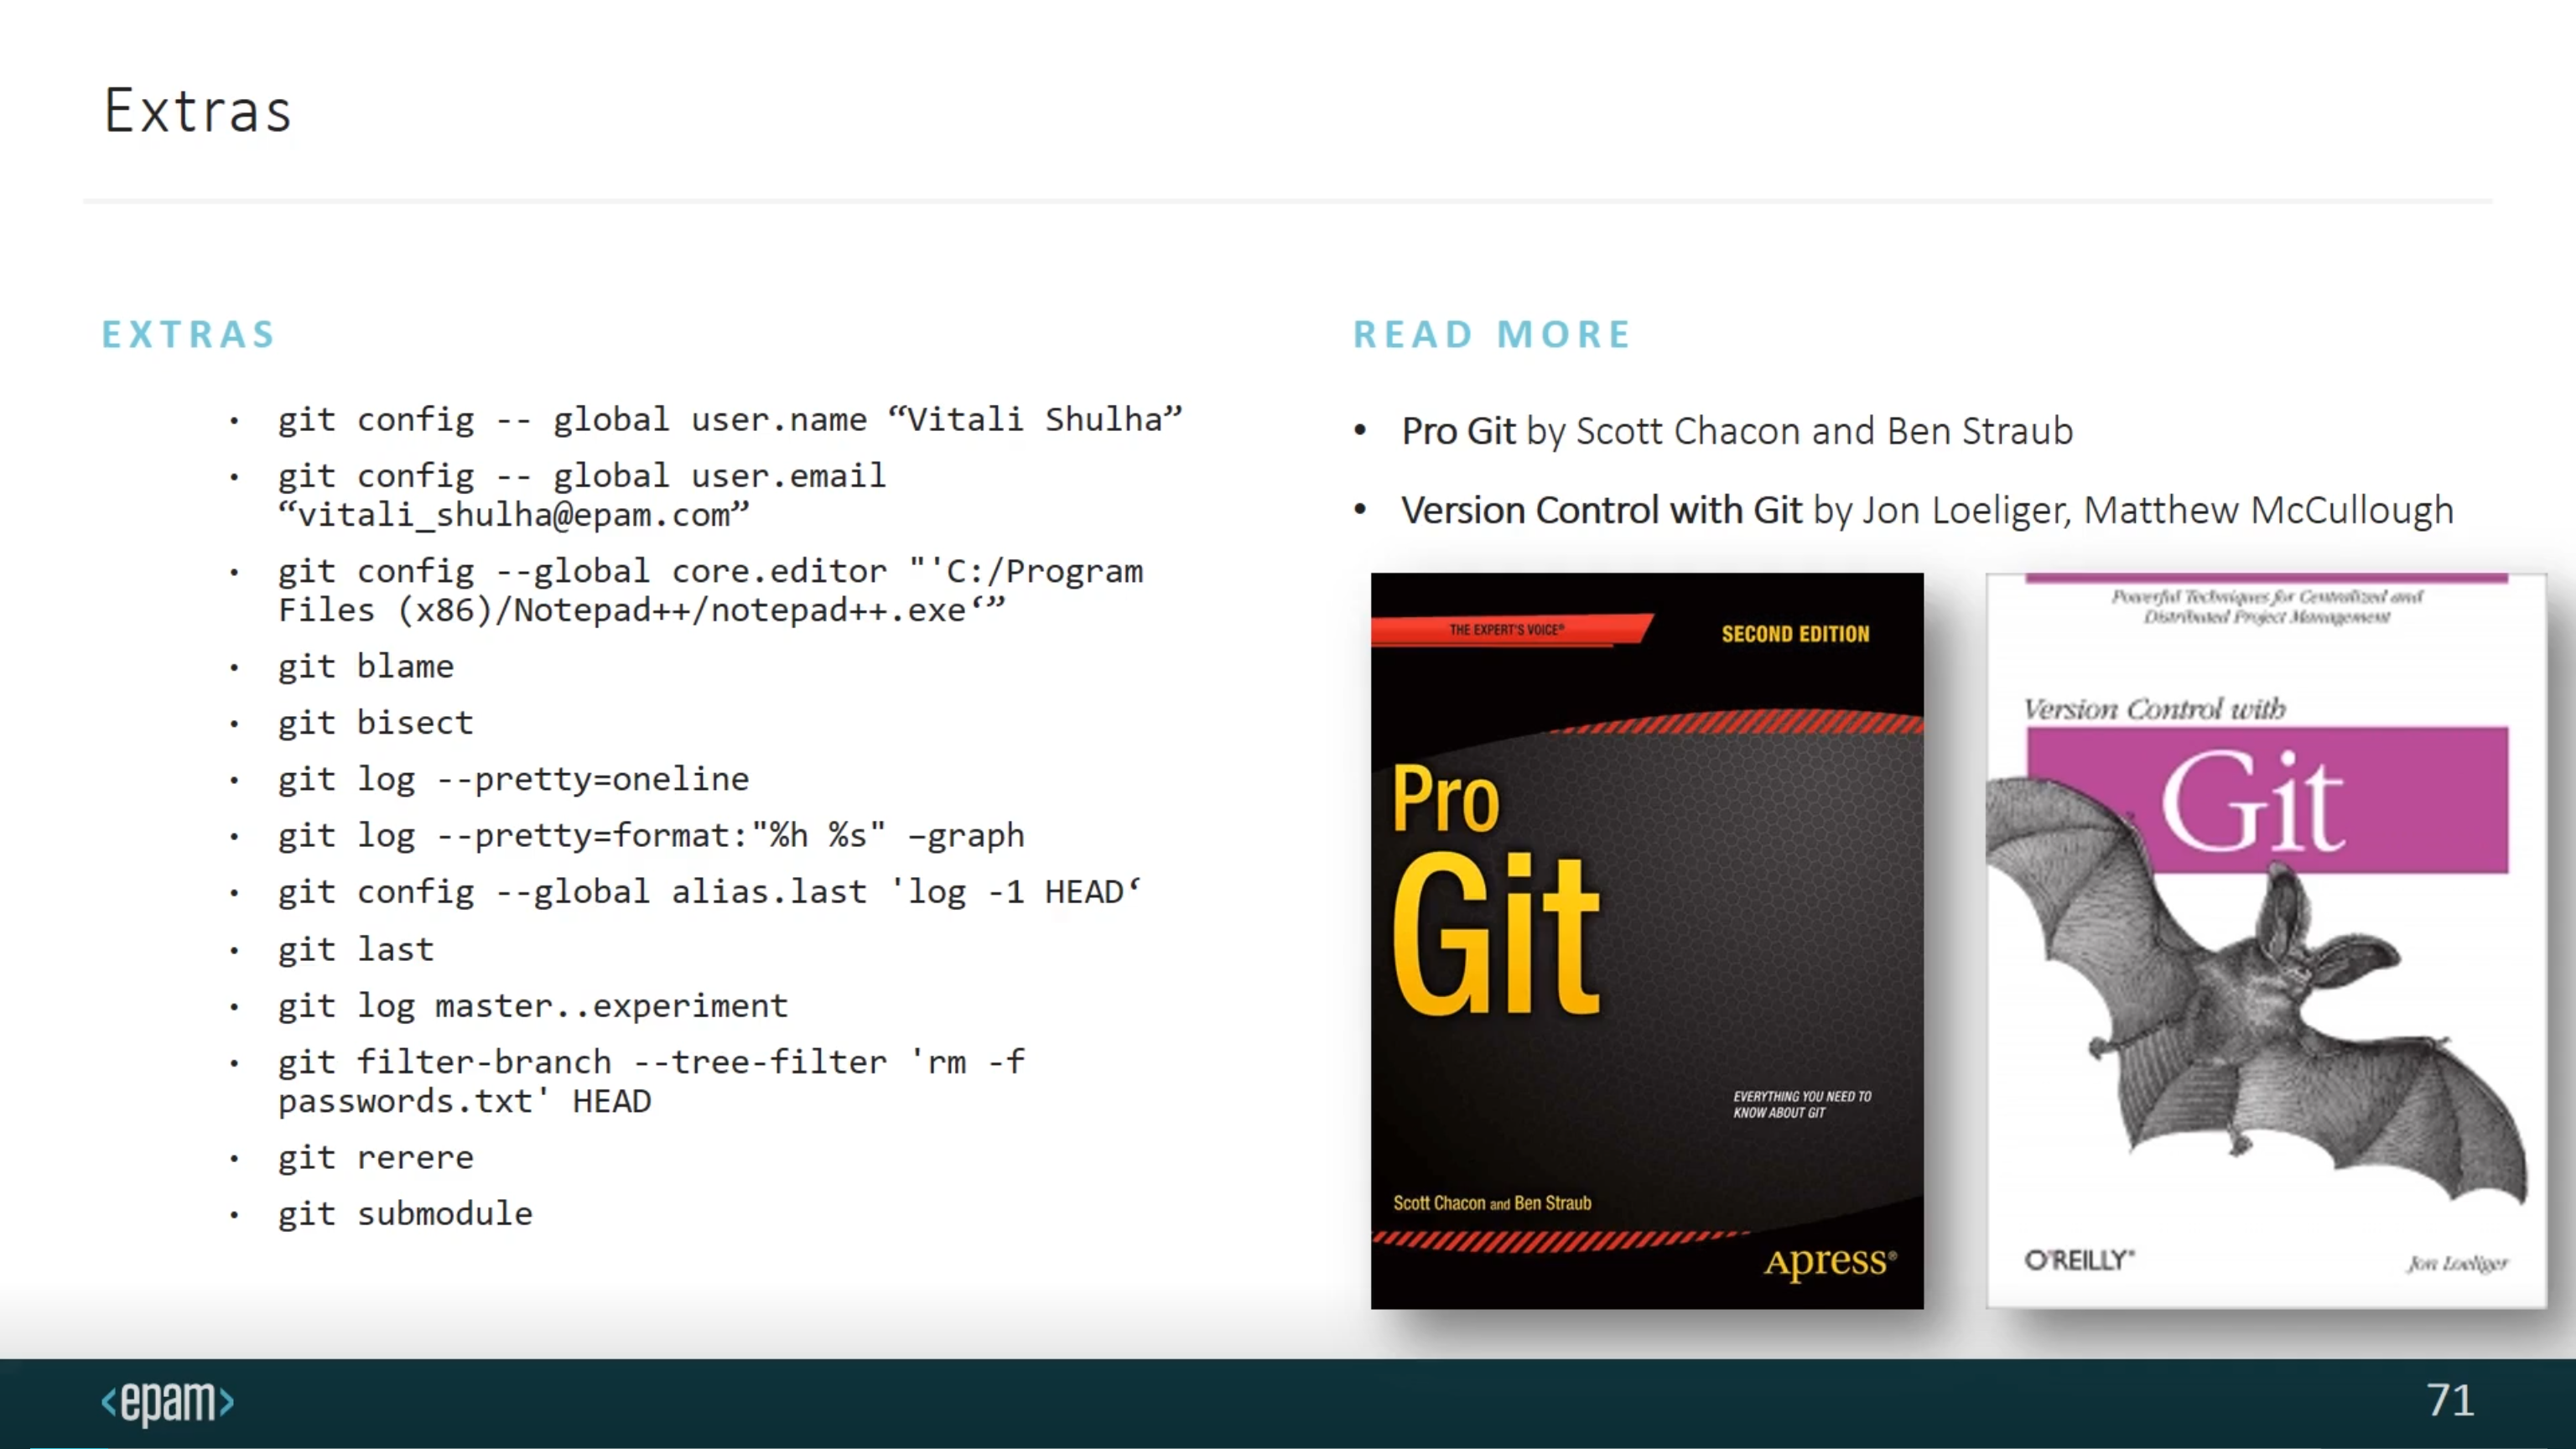 Extras
EXTRAS
• git config -- global user.name “Vitali Shulha”
• git config -- global user.email
“vitali_shulha@epam.com”
• git config --global core.editor "'C:/Program
Files (x86)/Notepad++/notepad++.exe‘”
• git blame
• git bisect
• git log --pretty=oneline
• git log --pretty=format:"%h %s" –graph
• git config --global alias.last 'log -1 HEAD‘
• git last
• git log master..experiment
• git filter-branch --tree-filter 'rm -f
passwords.txt' HEAD
• git rerere
• git submodule
READ MORE
• Pro Git by Scott Chacon and Ben Straub
• Version Control with Git by Jon Loeliger, Matthew McCullough
THE EXPERT'S VOICE®
SECOND EDITION
Pro
Git
EVERYTHING YOU NEED TO
KNOW ABOUT GIT
Scott Chacon and Ben Straub
Apress®
Powerful Techniques for Centralized and
Distributed Project Management
Version Control with
Git
O'REILLY®
Jon Loeliger
<epam>
71